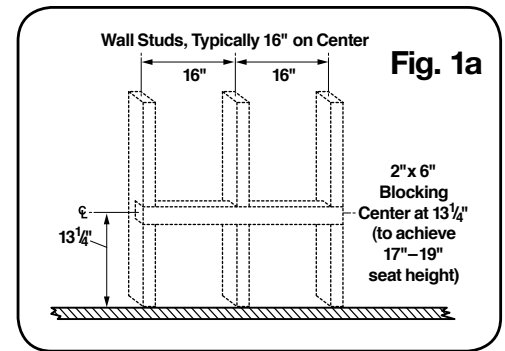 Wall Studs, Typically 16" on Center
16" 16"
Fig. 1a
2"x 6"
Blocking
Center at 13¼"
(to achieve
17"–19"
seat height)
℄
13¼"